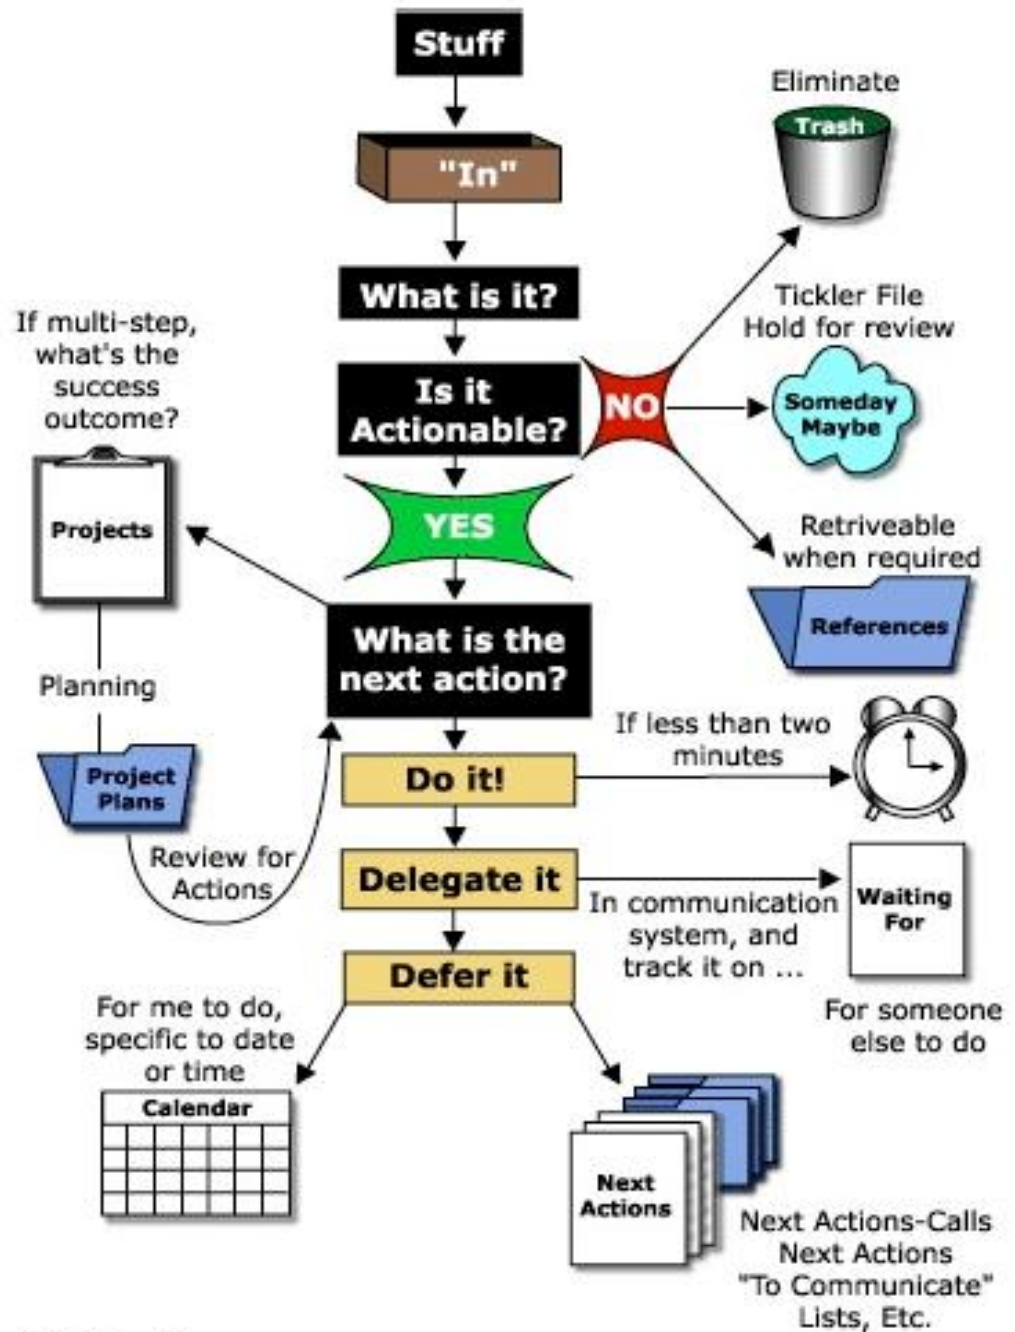 Stuff
"In"
What is it?
Is it
Actionable?
NO
Eliminate
Trash
Tickler File
Hold for review
Someday
Maybe
Retriveable
when required
References
YES
What is the
next action?
If multi-step,
what's the
success
outcome?
Projects
Planning
Project
Plans
Review for
Actions
Do it!
If less than two
minutes
Delegate it
In communication
system, and
track it on ...
Waiting
For
For someone
else to do
Defer it
For me to do,
specific to date
or time
Calendar
Next
Actions
Next Actions-Calls
Next Actions
"To Communicate"
Lists, Etc.